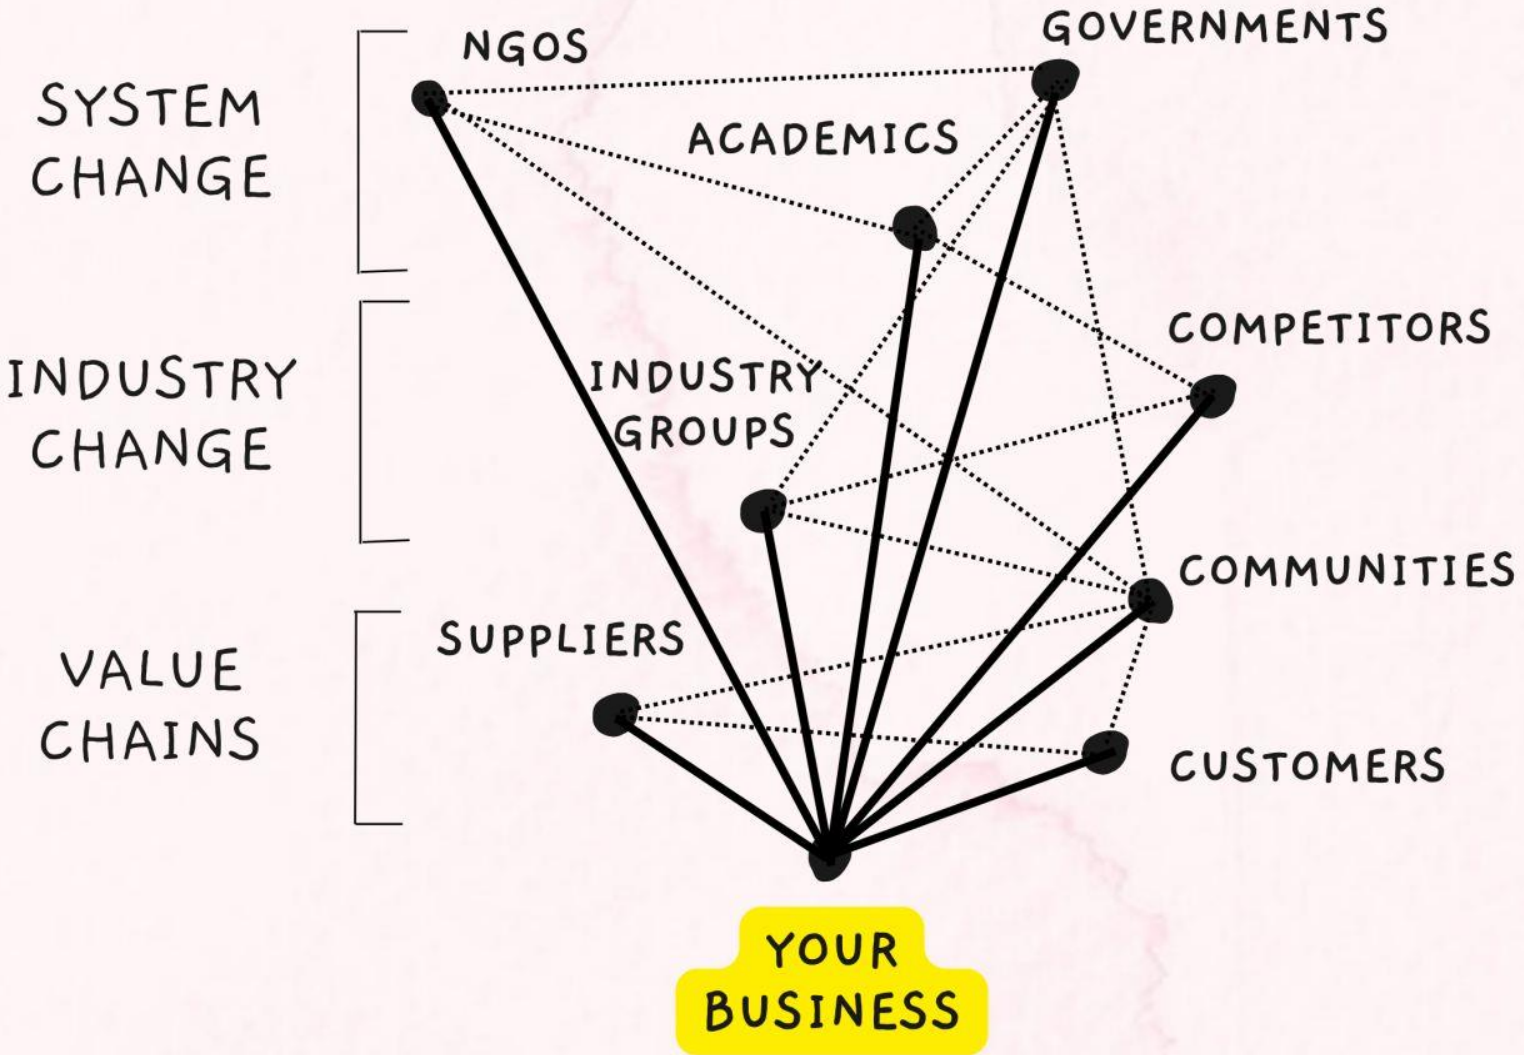 GOVERNMENTS
NGOS
SYSTEM
CHANGE
ACADEMICS
COMPETITORS
INDUSTRY
CHANGE
INDUSTRY
GROUPS
COMMUNITIES
SUPPLIERS
VALUE
CHAINS
CUSTOMERS
YOUR
BUSINESS